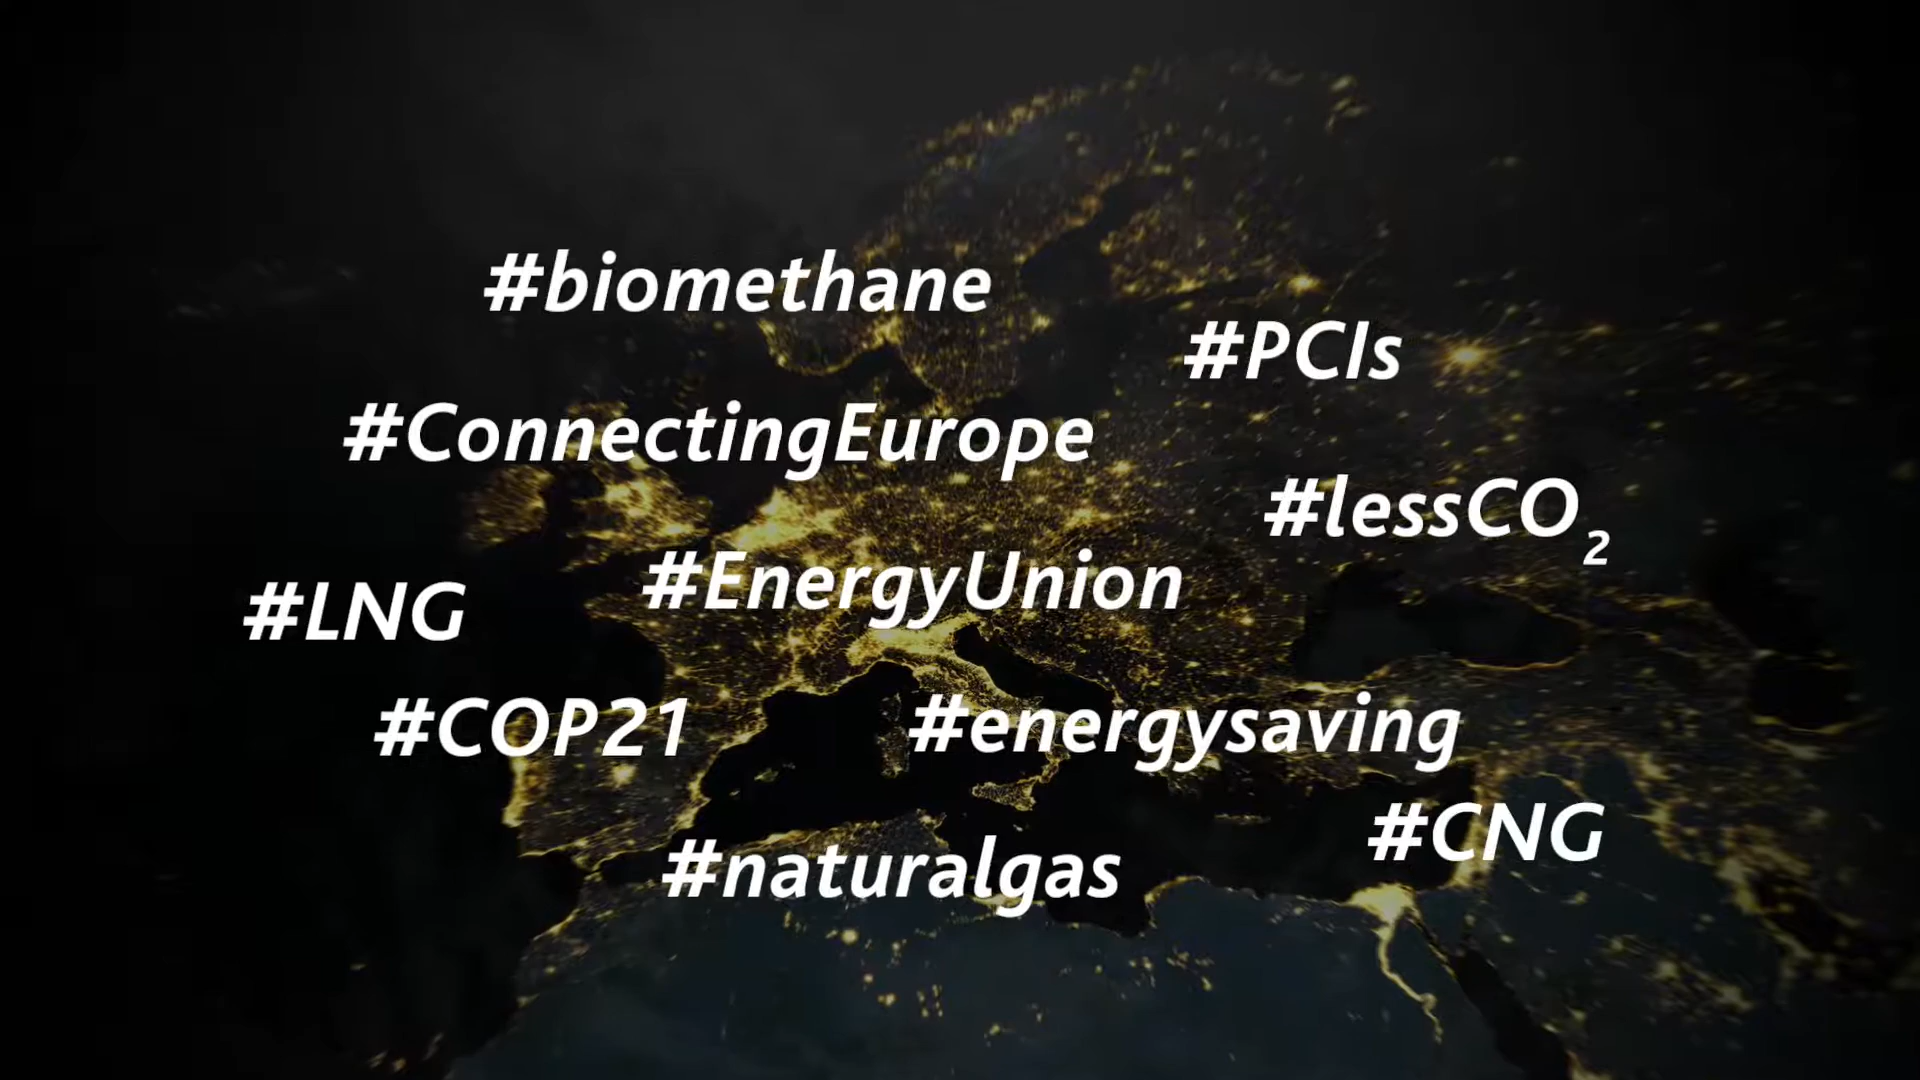 #biomethane
#PCIs
#ConnectingEurope
#lessCO₂
#EnergyUnion
#LNG
#COP21
#energysaving
#CNG
#naturalgas